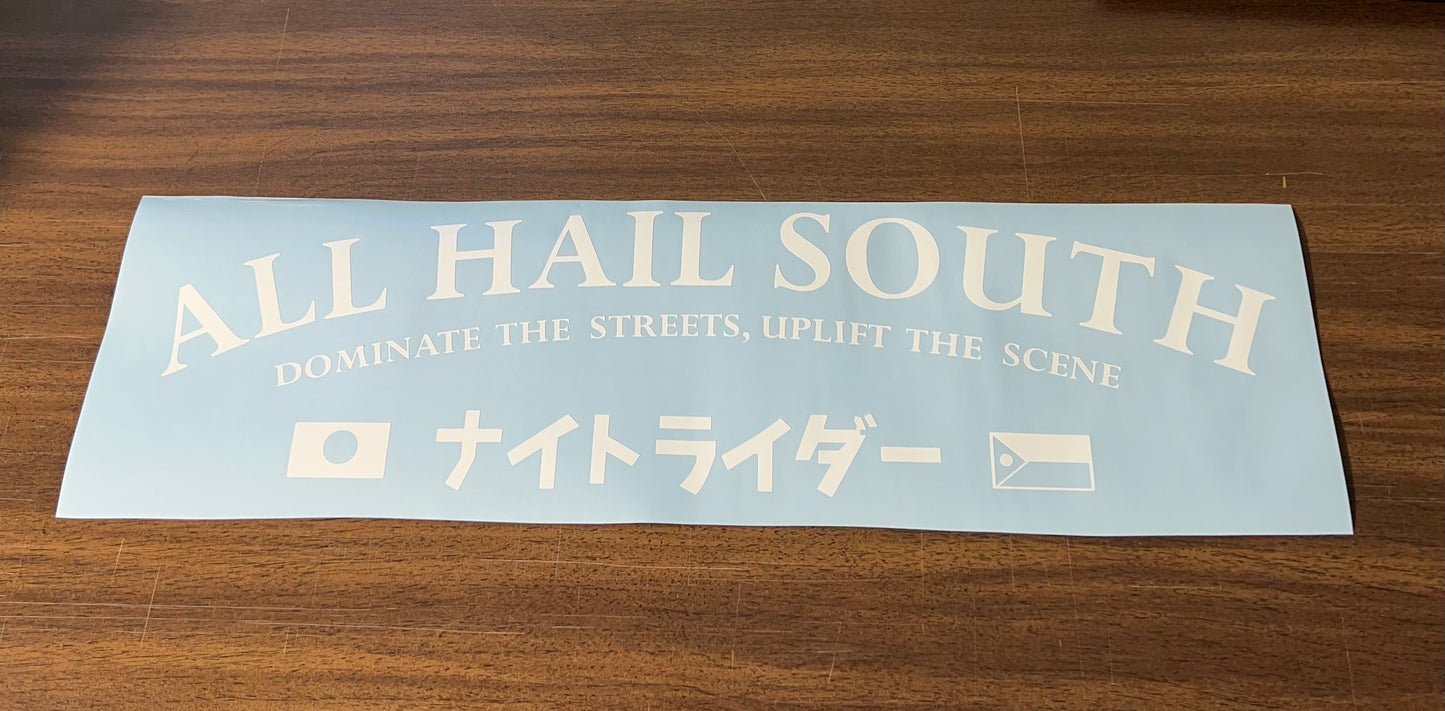 ALL HAIL SOUTH
DOMINATE THE STREETS, UPLIFT THE SCENE
ナイトライダー